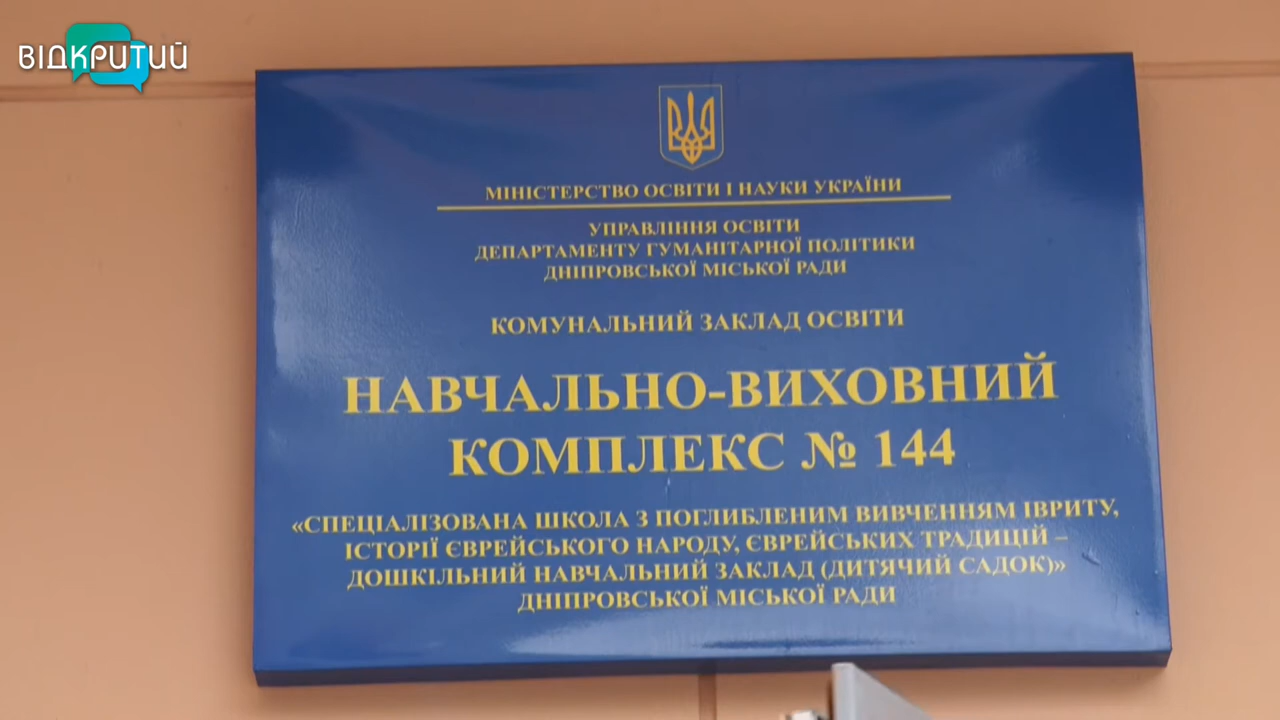 ВІДКРИТИЙ
МІНІСТЕРСТВО ОСВІТИ І НАУКИ УКРАЇНИ
УПРАВЛІННЯ ОСВІТИ
ДЕПАРТАМЕНТУ ГУМАНІТАРНОЇ ПОЛІТИКИ
ДНІПРОВСЬКОЇ МІСЬКОЇ РАДИ
КОМУНАЛЬНИЙ ЗАКЛАД ОСВІТИ
НАВЧАЛЬНО-ВИХОВНИЙ
КОМПЛЕКС № 144
«СПЕЦІАЛІЗОВАНА ШКОЛА З ПОГЛИБЛЕНИМ ВИВЧЕННЯМ ІВРИТУ,
ІСТОРІЇ ЄВРЕЙСЬКОГО НАРОДУ, ЄВРЕЙСЬКИХ ТРАДИЦІЙ –
ДОШКІЛЬНИЙ НАВЧАЛЬНИЙ ЗАКЛАД (ДИТЯЧИЙ САДОК)»
ДНІПРОВСЬКОЇ МІСЬКОЇ РАДИ